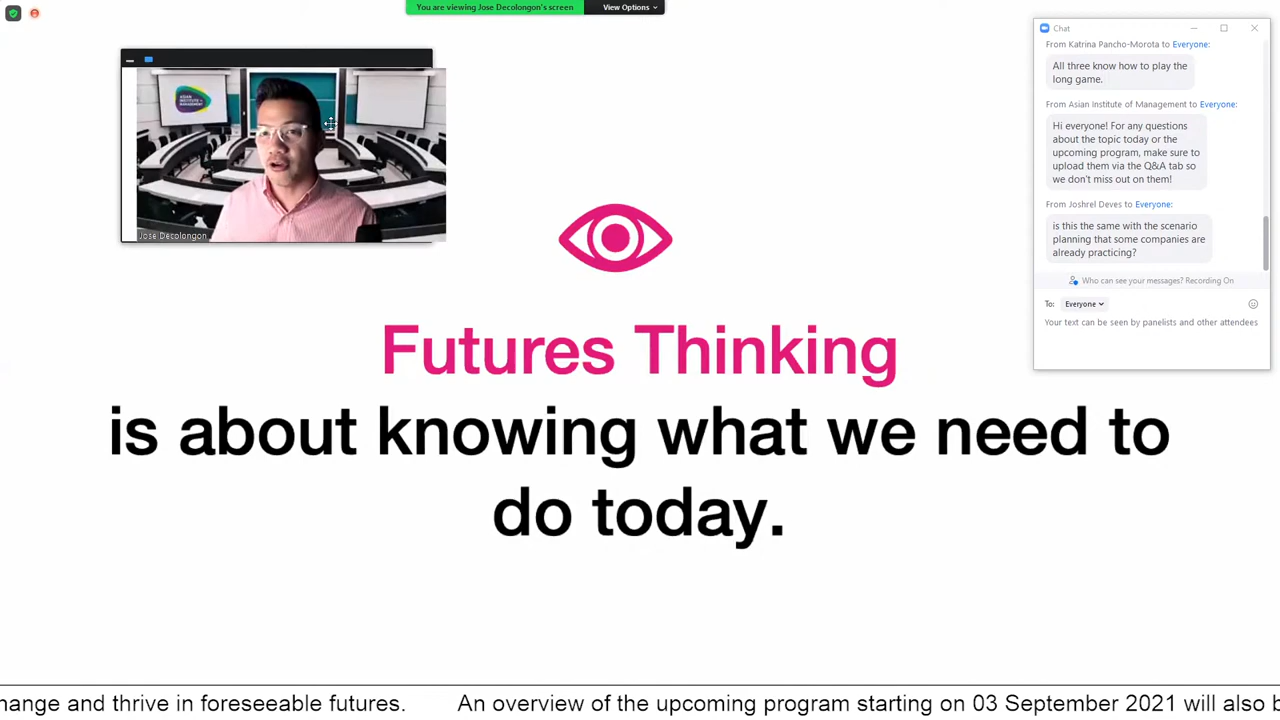 You are viewing Jose Decolongon's screen
View Options
Chat
From Katrina Pancho-Morota to Everyone:
All three know how to play the
long game.
From Asian Institute of Management to Everyone:
Hi everyone! For any questions
about the topic today or the
upcoming program, make sure to
upload them via the Q&A tab so
we don't miss out on them!
From Joshrel Deves to Everyone:
is this the same with the scenario
planning that some companies are
already practicing?
Who can see your messages? Recording On
To: Everyone
Your text can be seen by panelists and other attendees
ASIAN
INSTITUTE OF
MANAGEMENT
Jose Decolongon
Futures Thinking
is about knowing what we need to
do today.
hange and thrive in foreseeable futures. An overview of the upcoming program starting on 03 September 2021 will also b